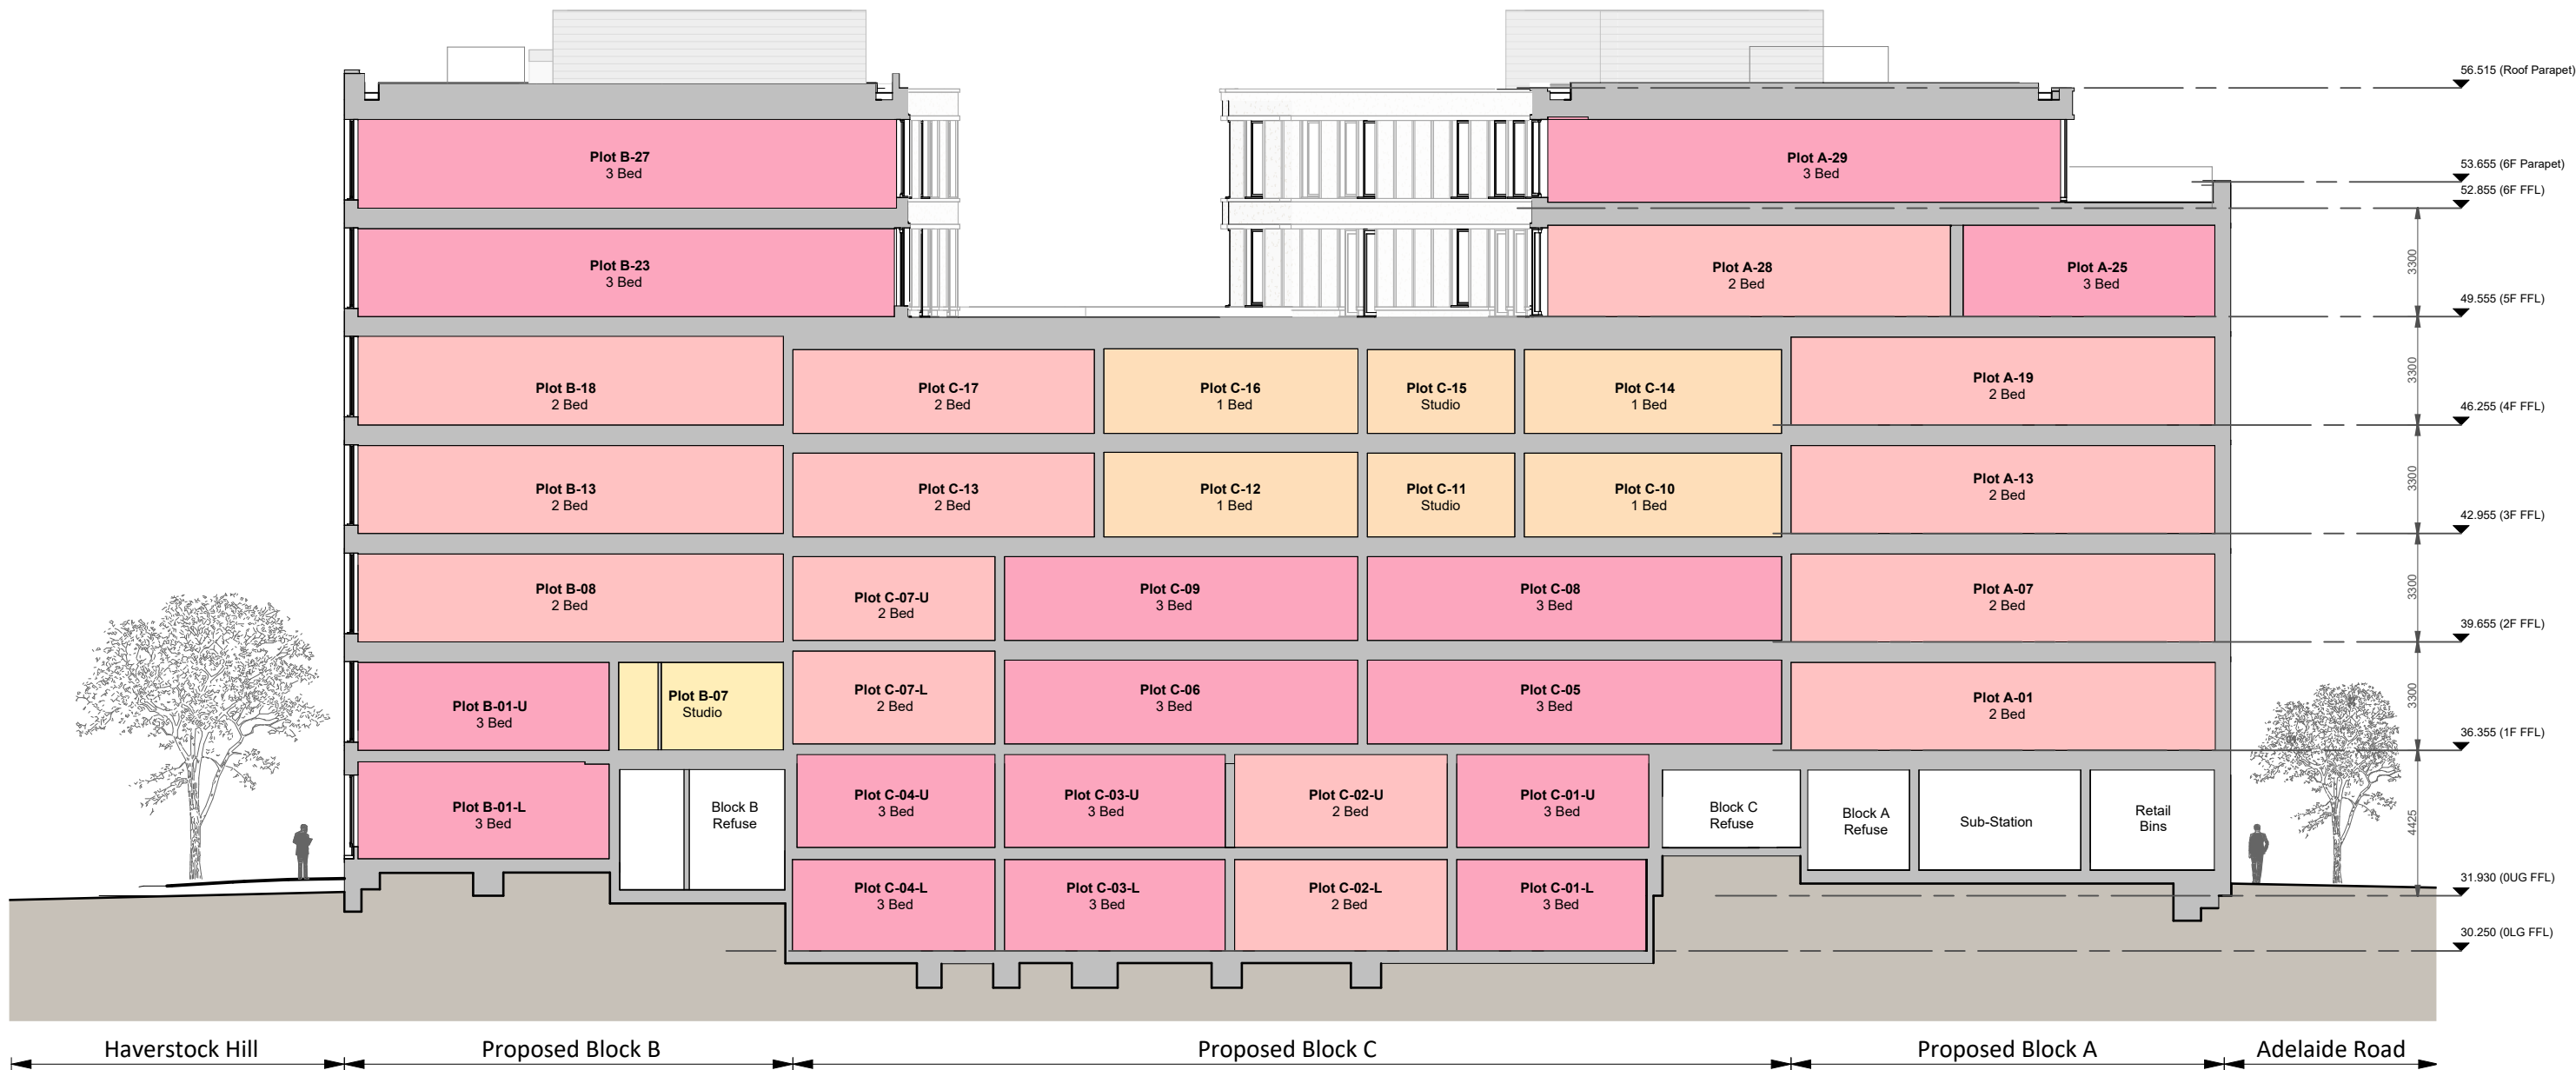 56.515 (Roof Parapet)
Plot B-27
3 Bed
Plot A-29
3 Bed
53.655 (6F Parapet)
52.855 (6F FFL)
Plot B-23
3 Bed
Plot A-28
2 Bed
Plot A-25
3 Bed
3300
49.555 (5F FFL)
Plot B-18
2 Bed
Plot C-17
2 Bed
Plot C-16
1 Bed
Plot C-15
Studio
Plot C-14
1 Bed
Plot A-19
2 Bed
3300
46.255 (4F FFL)
Plot B-13
2 Bed
Plot C-13
2 Bed
Plot C-12
1 Bed
Plot C-11
Studio
Plot C-10
1 Bed
Plot A-13
2 Bed
3300
42.955 (3F FFL)
Plot B-08
2 Bed
Plot C-07-U
2 Bed
Plot C-09
3 Bed
Plot C-08
3 Bed
Plot A-07
2 Bed
3300
39.655 (2F FFL)
Plot B-01-U
3 Bed
Plot B-07
Studio
Plot C-07-L
2 Bed
Plot C-06
3 Bed
Plot C-05
3 Bed
Plot A-01
2 Bed
3300
36.355 (1F FFL)
Plot B-01-L
3 Bed
Block B
Refuse
Plot C-04-U
3 Bed
Plot C-03-U
3 Bed
Plot C-02-U
2 Bed
Plot C-01-U
3 Bed
Block C
Refuse
Block A
Refuse
Sub-Station
Retail
Bins
4425
31.930 (0UG FFL)
Plot C-04-L
3 Bed
Plot C-03-L
3 Bed
Plot C-02-L
2 Bed
Plot C-01-L
3 Bed
30.250 (0LG FFL)
Haverstock Hill
Proposed Block B
Proposed Block C
Proposed Block A
Adelaide Road